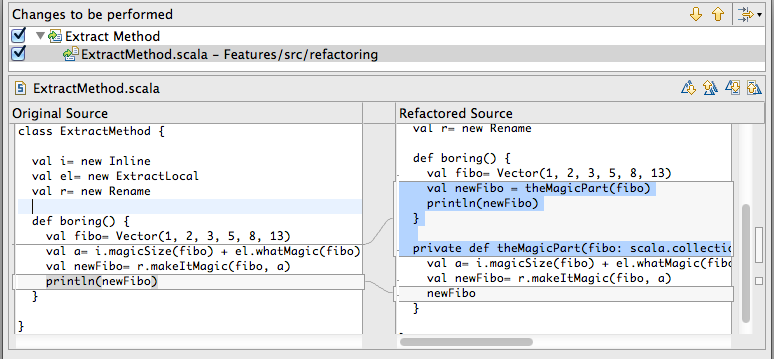 Changes to be performed
Extract Method
ExtractMethod.scala – Features/src/refactoring
ExtractMethod.scala
Original Source
class ExtractMethod {
val i= new Inline
val el= new ExtractLocal
val r= new Rename
def boring() {
val fibo= Vector(1, 2, 3, 5, 8, 13)
val a= i.magicSize(fibo) + el.whatMagic(fibo)
val newFibo= r.makeItMagic(fibo, a)
println(newFibo)
}
}
Refactored Source
val r= new Rename
def boring() {
val fibo= Vector(1, 2, 3, 5, 8, 13)
val newFibo = theMagicPart(fibo)
println(newFibo)
}
private def theMagicPart(fibo: scala.collectio
val a= i.magicSize(fibo) + el.whatMagic(fibo
val newFibo= r.makeItMagic(fibo, a)
newFibo
}